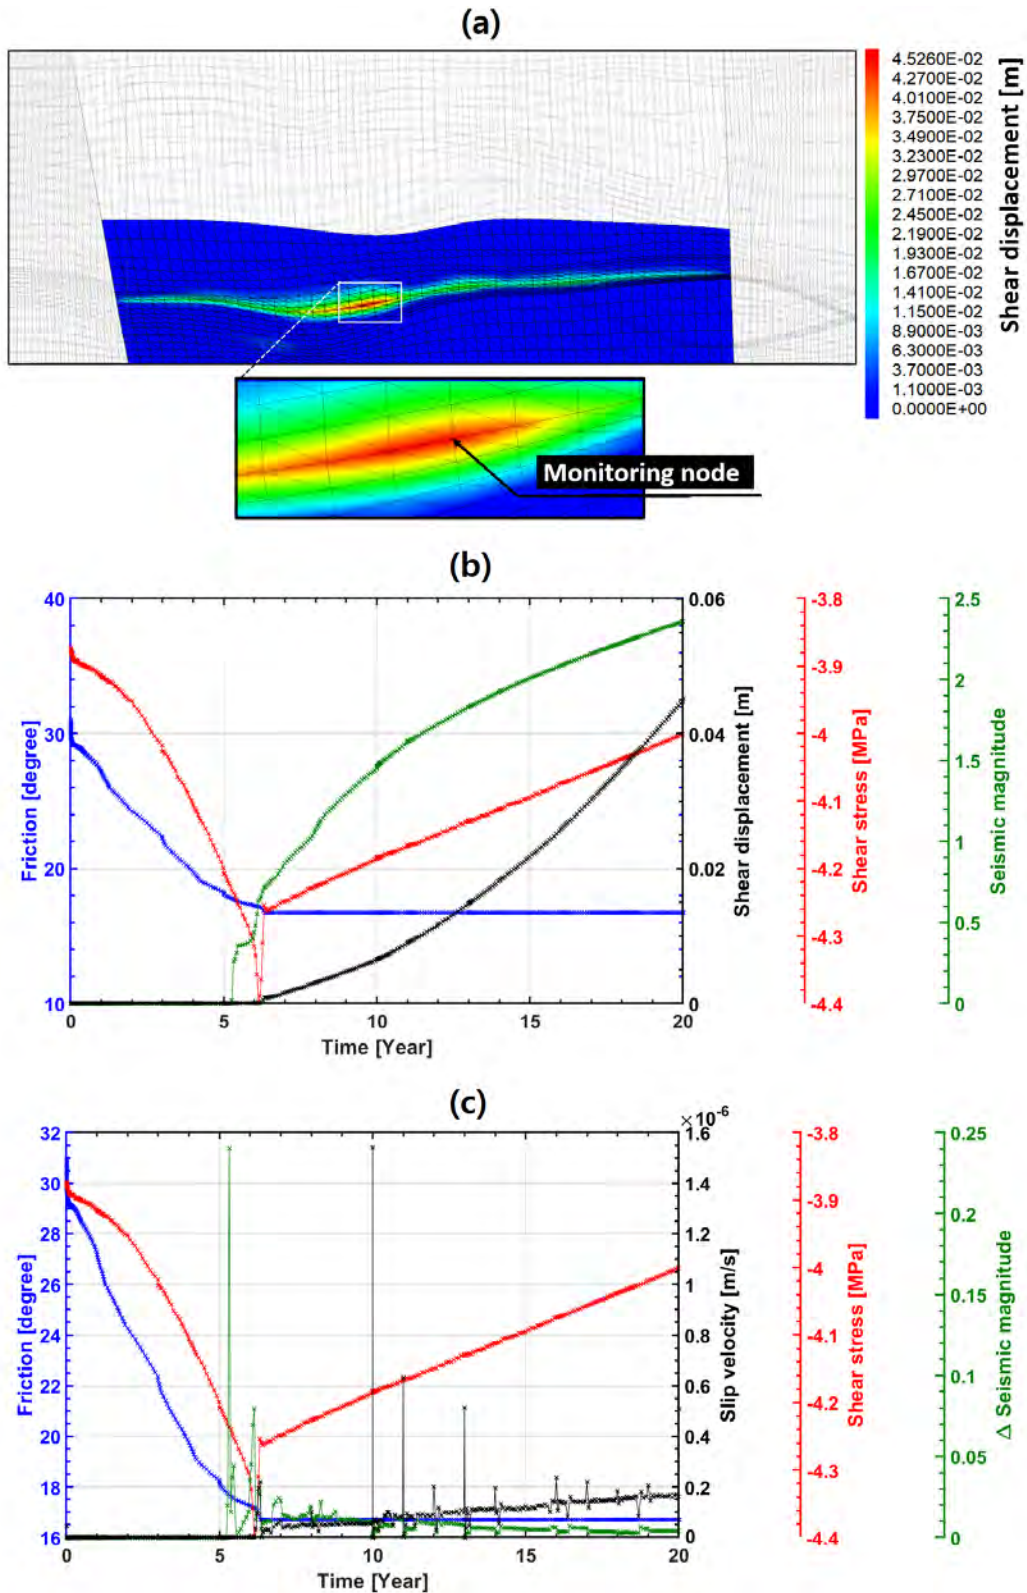 (a)
4.5260E-02
4.2700E-02
4.0100E-02
3.7500E-02
3.4900E-02
3.2300E-02
2.9700E-02
2.7100E-02
2.4500E-02
2.1900E-02
1.9300E-02
1.6700E-02
1.4100E-02
1.1500E-02
8.9000E-03
6.3000E-03
3.7000E-03
1.1000E-03
0.0000E+00
Shear displacement [m]
Monitoring node
(b)
40
30
20
10
Friction [degree]
0 5 10 15 20
Time [Year]
0.06
0.04
0.02
0
Shear displacement [m]
-3.8
-3.9
-4
-4.1
-4.2
-4.3
-4.4
Shear stress [MPa]
2.5
2
1.5
1
0.5
0
Seismic magnitude
(c)
32
30
28
26
24
22
20
18
16
Friction [degree]
0 5 10 15 20
Time [Year]
×10⁻⁶
1.6
1.4
1.2
1
0.8
0.6
0.4
0.2
0
Slip velocity [m/s]
-3.8
-3.9
-4
-4.1
-4.2
-4.3
-4.4
Shear stress [MPa]
0.25
0.2
0.15
0.1
0.05
0
Δ Seismic magnitude